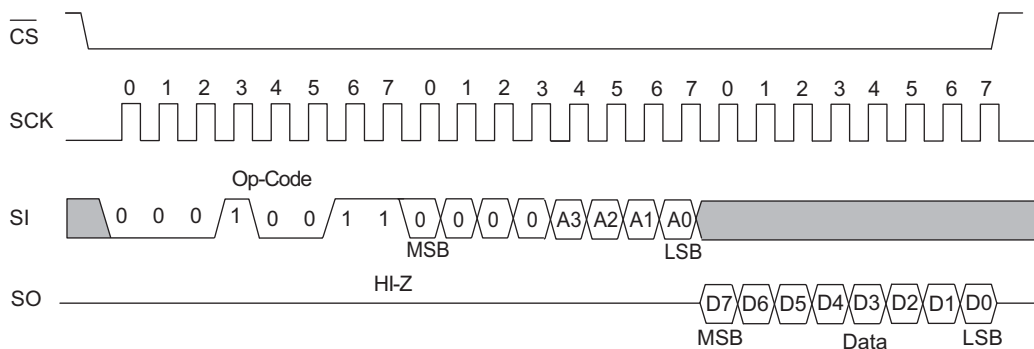 CS
0 1 2 3 4 5 6 7 0 1 2 3 4 5 6 7 0 1 2 3 4 5 6 7
SCK
Op-Code
SI 0 0 0 1 0 0 1 1 0 0 0 0 A3 A2 A1 A0
MSB LSB
HI-Z
SO D7 D6 D5 D4 D3 D2 D1 D0
MSB Data LSB